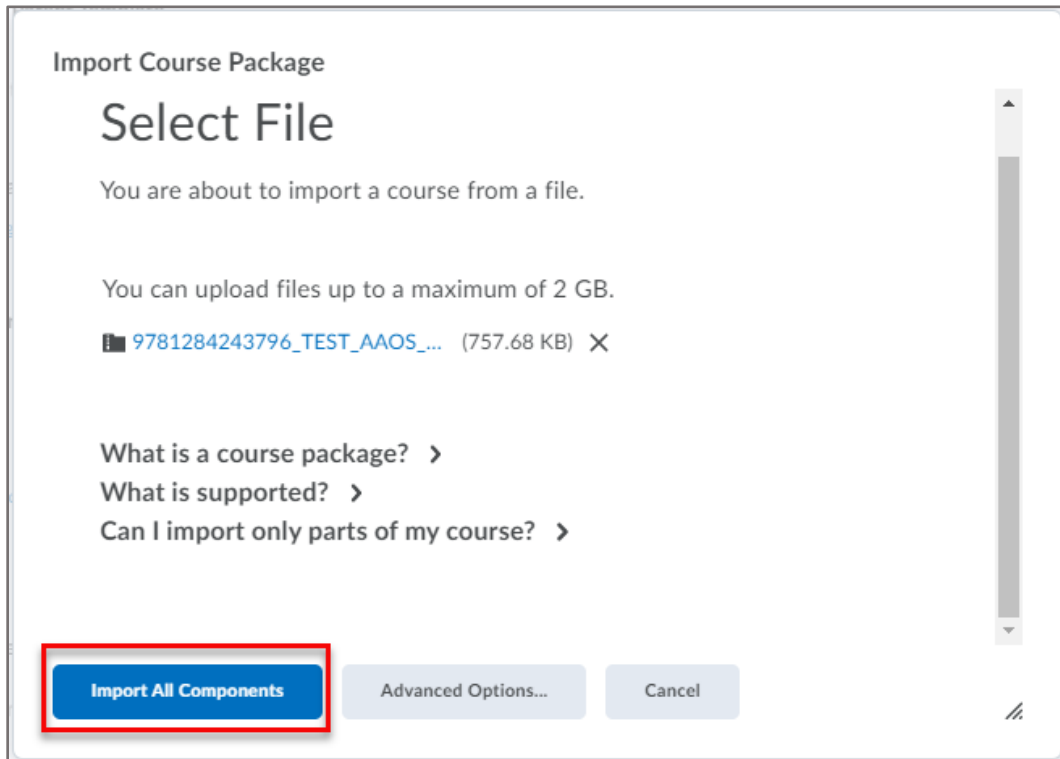 Import Course Package
Select File
You are about to import a course from a file.
You can upload files up to a maximum of 2 GB.
9781284243796_TEST_AAOS_... (757.68 KB)
What is a course package?
What is supported?
Can I import only parts of my course?
Import All Components Advanced Options... Cancel